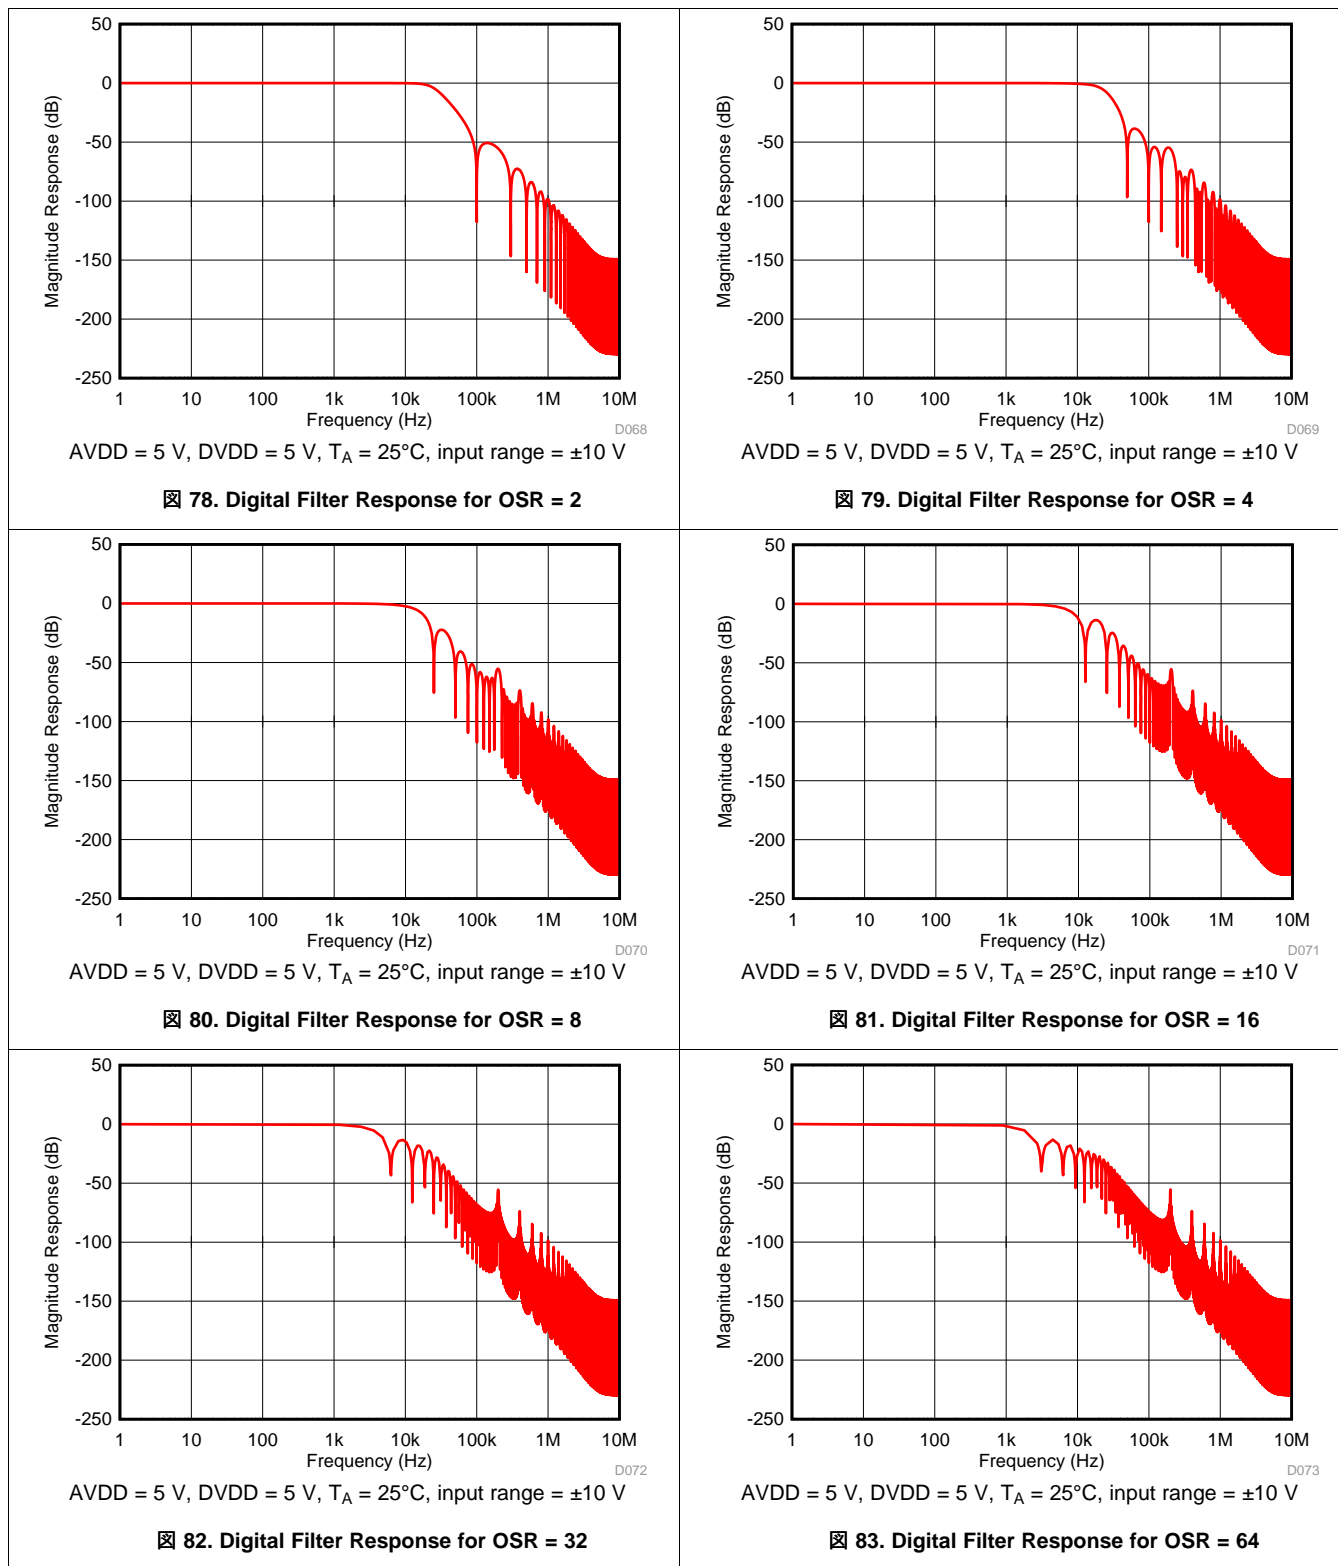 50
0
-50
-100
-150
-200
-250
Magnitude Response (dB)
1 10 100 1k 10k 100k 1M 10M
Frequency (Hz)
D068
AVDD = 5 V, DVDD = 5 V, TA = 25°C, input range = ±10 V
図 78. Digital Filter Response for OSR = 2
50
0
-50
-100
-150
-200
-250
Magnitude Response (dB)
1 10 100 1k 10k 100k 1M 10M
Frequency (Hz)
D069
AVDD = 5 V, DVDD = 5 V, TA = 25°C, input range = ±10 V
図 79. Digital Filter Response for OSR = 4
50
0
-50
-100
-150
-200
-250
Magnitude Response (dB)
1 10 100 1k 10k 100k 1M 10M
Frequency (Hz)
D070
AVDD = 5 V, DVDD = 5 V, TA = 25°C, input range = ±10 V
図 80. Digital Filter Response for OSR = 8
50
0
-50
-100
-150
-200
-250
Magnitude Response (dB)
1 10 100 1k 10k 100k 1M 10M
Frequency (Hz)
D071
AVDD = 5 V, DVDD = 5 V, TA = 25°C, input range = ±10 V
図 81. Digital Filter Response for OSR = 16
50
0
-50
-100
-150
-200
-250
Magnitude Response (dB)
1 10 100 1k 10k 100k 1M 10M
Frequency (Hz)
D072
AVDD = 5 V, DVDD = 5 V, TA = 25°C, input range = ±10 V
図 82. Digital Filter Response for OSR = 32
50
0
-50
-100
-150
-200
-250
Magnitude Response (dB)
1 10 100 1k 10k 100k 1M 10M
Frequency (Hz)
D073
AVDD = 5 V, DVDD = 5 V, TA = 25°C, input range = ±10 V
図 83. Digital Filter Response for OSR = 64